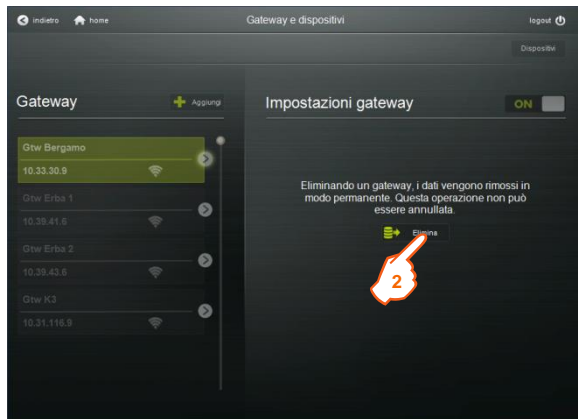 indietro home Gateway e dispositivi logout
Dispositivi
Gateway Aggiungi Impostazioni gateway ON
Gtw Bergamo
10.33.30.9
Gtw Erba 1
10.39.41.6
Gtw Erba 2
10.39.43.6
Gtw K3
10.31.116.9
Eliminando un gateway, i dati vengono rimossi in
modo permanente. Questa operazione non può
essere annullata.
Elimina
2